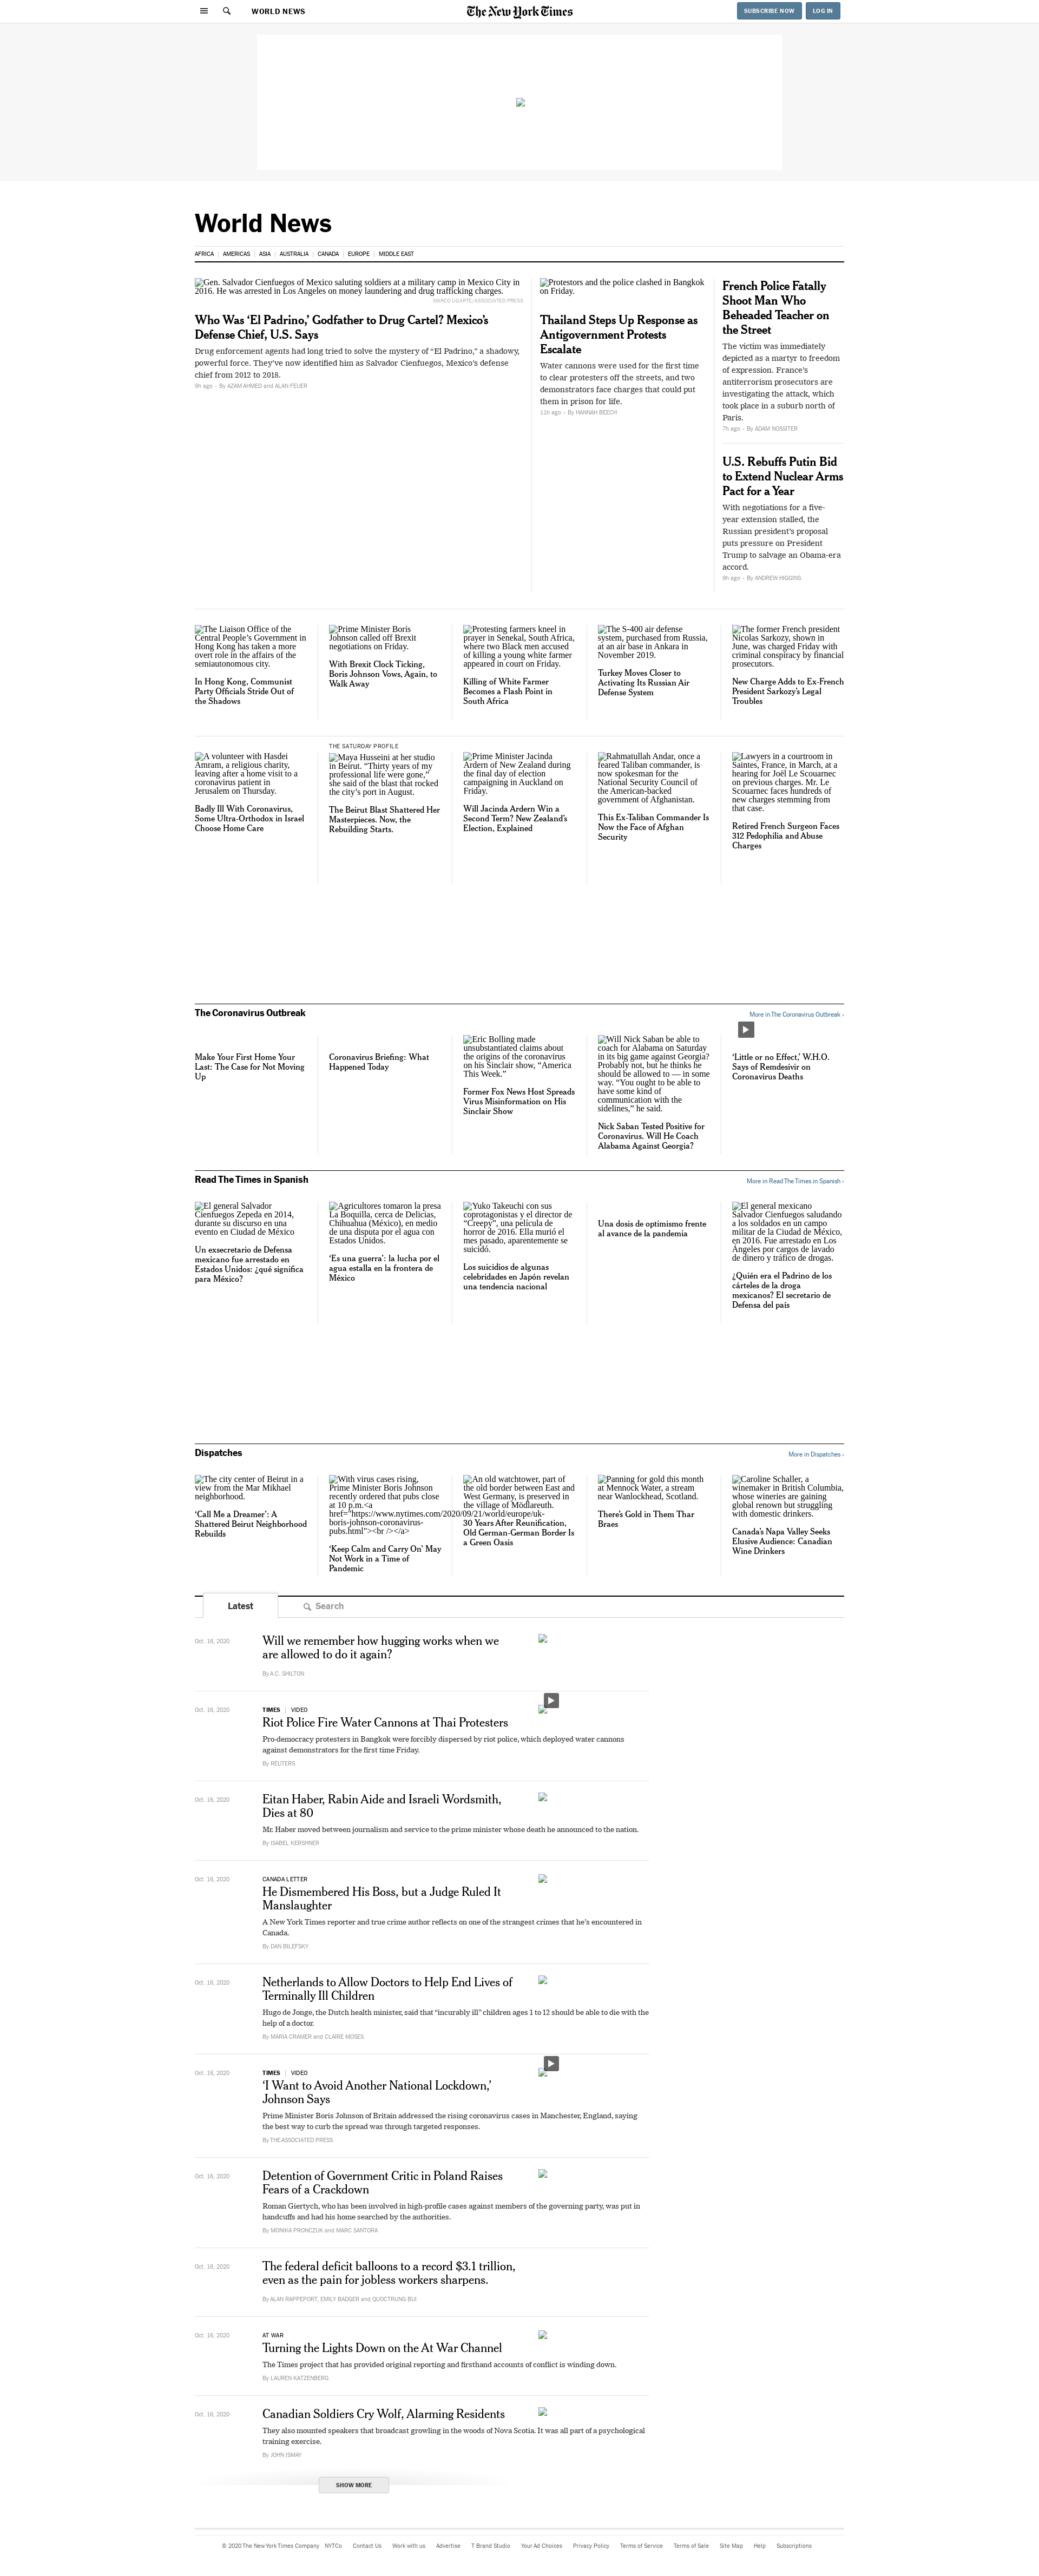 WORLD NEWS
The New York Times
SUBSCRIBE NOW
LOG IN
World News
AFRICA | AMERICAS | ASIA | AUSTRALIA | CANADA | EUROPE | MIDDLE EAST
Gen. Salvador Cienfuegos of Mexico saluting soldiers at a military camp in Mexico City in
2016. He was arrested in Los Angeles on money laundering and drug trafficking charges.
MARCO UGARTE/ASSOCIATED PRESS
Who Was ‘El Padrino,’ Godfather to Drug Cartel? Mexico’s
Defense Chief, U.S. Says
Drug enforcement agents had long tried to solve the mystery of “El Padrino,” a shadowy,
powerful force. They’ve now identified him as Salvador Cienfuegos, Mexico’s defense
chief from 2012 to 2018.
9h ago • By AZAM AHMED and ALAN FEUER
Protestors and the police clashed in Bangkok
on Friday.
Thailand Steps Up Response as
Antigovernment Protests
Escalate
Water cannons were used for the first time
to clear protesters off the streets, and two
demonstrators face charges that could put
them in prison for life.
11h ago • By HANNAH BEECH
French Police Fatally
Shoot Man Who
Beheaded Teacher on
the Street
The victim was immediately
depicted as a martyr to freedom
of expression. France’s
antiterrorism prosecutors are
investigating the attack, which
took place in a suburb north of
Paris.
7h ago • By ADAM NOSSITER
U.S. Rebuffs Putin Bid
to Extend Nuclear Arms
Pact for a Year
With negotiations for a five-
year extension stalled, the
Russian president’s proposal
puts pressure on President
Trump to salvage an Obama-era
accord.
9h ago • By ANDREW HIGGINS
The Liaison Office of the
Central People’s Government in
Hong Kong has taken a more
overt role in the affairs of the
semiautonomous city.
In Hong Kong, Communist
Party Officials Stride Out of
the Shadows
Prime Minister Boris
Johnson called off Brexit
negotiations on Friday.
With Brexit Clock Ticking,
Boris Johnson Vows, Again, to
Walk Away
Protesting farmers kneel in
prayer in Senekal, South Africa,
where two Black men accused
of killing a young white farmer
appeared in court on Friday.
Killing of White Farmer
Becomes a Flash Point in
South Africa
The S-400 air defense
system, purchased from Russia,
at an air base in Ankara in
November 2019.
Turkey Moves Closer to
Activating Its Russian Air
Defense System
The former French president
Nicolas Sarkozy, shown in
June, was charged Friday with
criminal conspiracy by financial
prosecutors.
New Charge Adds to Ex-French
President Sarkozy’s Legal
Troubles
A volunteer with Hasdei
Amram, a religious charity,
leaving after a home visit to a
coronavirus patient in
Jerusalem on Thursday.
Badly Ill With Coronavirus,
Some Ultra-Orthodox in Israel
Choose Home Care
THE SATURDAY PROFILE
Maya Husseini at her studio
in Beirut. “Thirty years of my
professional life were gone,”
she said of the blast that rocked
the city’s port in August.
The Beirut Blast Shattered Her
Masterpieces. Now, the
Rebuilding Starts.
Prime Minister Jacinda
Ardern of New Zealand during
the final day of election
campaigning in Auckland on
Friday.
Will Jacinda Ardern Win a
Second Term? New Zealand’s
Election, Explained
Rahmatullah Andar, once a
feared Taliban commander, is
now spokesman for the
National Security Council of
the American-backed
government of Afghanistan.
This Ex-Taliban Commander Is
Now the Face of Afghan
Security
Lawyers in a courtroom in
Saintes, France, in March, at a
hearing for Joël Le Scouarnec
on previous charges. Mr. Le
Scouarnec faces hundreds of
new charges stemming from
that case.
Retired French Surgeon Faces
312 Pedophilia and Abuse
Charges
The Coronavirus Outbreak
More in The Coronavirus Outbreak ›
Make Your First Home Your
Last: The Case for Not Moving
Up
Coronavirus Briefing: What
Happened Today
Eric Bolling made
unsubstantiated claims about
the origins of the coronavirus
on his Sinclair show, “America
This Week.”
Former Fox News Host Spreads
Virus Misinformation on His
Sinclair Show
Will Nick Saban be able to
coach for Alabama on Saturday
in its big game against Georgia?
Probably not, but he thinks he
should be allowed to — in some
way. “You ought to be able to
have some kind of
communication with the
sidelines,” he said.
Nick Saban Tested Positive for
Coronavirus. Will He Coach
Alabama Against Georgia?
‘Little or no Effect,’ W.H.O.
Says of Remdesivir on
Coronavirus Deaths
Read The Times in Spanish
More in Read The Times in Spanish ›
El general Salvador
Cienfuegos Zepeda en 2014,
durante su discurso en una
evento en Ciudad de México
Un exsecretario de Defensa
mexicano fue arrestado en
Estados Unidos: ¿qué significa
para México?
Agricultores tomaron la presa
La Boquilla, cerca de Delicias,
Chihuahua (México), en medio
de una disputa por el agua con
Estados Unidos.
‘Es una guerra’: la lucha por el
agua estalla en la frontera de
México
Yuko Takeuchi con sus
coprotagonistas y el director de
“Creepy”, una película de
horror de 2016. Ella murió el
mes pasado, aparentemente se
suicidó.
Los suicidios de algunas
celebridades en Japón revelan
una tendencia nacional
Una dosis de optimismo frente
al avance de la pandemia
El general mexicano
Salvador Cienfuegos saludando
a los soldados en un campo
militar de la Ciudad de México,
en 2016. Fue arrestado en Los
Ángeles por cargos de lavado
de dinero y tráfico de drogas.
¿Quién era el Padrino de los
cárteles de la droga
mexicanos? El secretario de
Defensa del país
Dispatches
More in Dispatches ›
The city center of Beirut in a
view from the Mar Mikhael
neighborhood.
‘Call Me a Dreamer’: A
Shattered Beirut Neighborhood
Rebuilds
With virus cases rising,
Prime Minister Boris Johnson
recently ordered that pubs close
at 10 p.m.<a
href="https://www.nytimes.com/2020/09/21/world/europe/uk-
boris-johnson-coronavirus-
pubs.html"><br /></a>
‘Keep Calm and Carry On’ May
Not Work in a Time of
Pandemic
An old watchtower, part of
the old border between East and
West Germany, is preserved in
the village of Mödlareuth.
30 Years After Reunification,
Old German-German Border Is
a Green Oasis
Panning for gold this month
at Mennock Water, a stream
near Wanlockhead, Scotland.
There’s Gold in Them Thar
Braes
Caroline Schaller, a
winemaker in British Columbia,
whose wineries are gaining
global renown but struggling
with domestic drinkers.
Canada’s Napa Valley Seeks
Elusive Audience: Canadian
Wine Drinkers
Latest
Search
Oct. 16, 2020
Will we remember how hugging works when we
are allowed to do it again?
By A.C. SHILTON
Oct. 16, 2020
TIMES | VIDEO
Riot Police Fire Water Cannons at Thai Protesters
Pro-democracy protesters in Bangkok were forcibly dispersed by riot police, which deployed water cannons
against demonstrators for the first time Friday.
By REUTERS
Oct. 16, 2020
Eitan Haber, Rabin Aide and Israeli Wordsmith,
Dies at 80
Mr. Haber moved between journalism and service to the prime minister whose death he announced to the nation.
By ISABEL KERSHNER
Oct. 16, 2020
CANADA LETTER
He Dismembered His Boss, but a Judge Ruled It
Manslaughter
A New York Times reporter and true crime author reflects on one of the strangest crimes that he’s encountered in
Canada.
By DAN BILEFSKY
Oct. 16, 2020
Netherlands to Allow Doctors to Help End Lives of
Terminally Ill Children
Hugo de Jonge, the Dutch health minister, said that “incurably ill” children ages 1 to 12 should be able to die with the
help of a doctor.
By MARIA CRAMER and CLAIRE MOSES
Oct. 16, 2020
TIMES | VIDEO
‘I Want to Avoid Another National Lockdown,’
Johnson Says
Prime Minister Boris Johnson of Britain addressed the rising coronavirus cases in Manchester, England, saying
the best way to curb the spread was through targeted responses.
By THE ASSOCIATED PRESS
Oct. 16, 2020
Detention of Government Critic in Poland Raises
Fears of a Crackdown
Roman Giertych, who has been involved in high-profile cases against members of the governing party, was put in
handcuffs and had his home searched by the authorities.
By MONIKA PRONCZUK and MARC SANTORA
Oct. 16, 2020
The federal deficit balloons to a record $3.1 trillion,
even as the pain for jobless workers sharpens.
By ALAN RAPPEPORT, EMILY BADGER and QUOCTRUNG BUI
Oct. 16, 2020
AT WAR
Turning the Lights Down on the At War Channel
The Times project that has provided original reporting and firsthand accounts of conflict is winding down.
By LAUREN KATZENBERG
Oct. 16, 2020
Canadian Soldiers Cry Wolf, Alarming Residents
They also mounted speakers that broadcast growling in the woods of Nova Scotia. It was all part of a psychological
training exercise.
By JOHN ISMAY
SHOW MORE
© 2020 The New York Times Company NYTCo Contact Us Work with us Advertise T Brand Studio Your Ad Choices Privacy Policy Terms of Service Terms of Sale Site Map Help Subscriptions